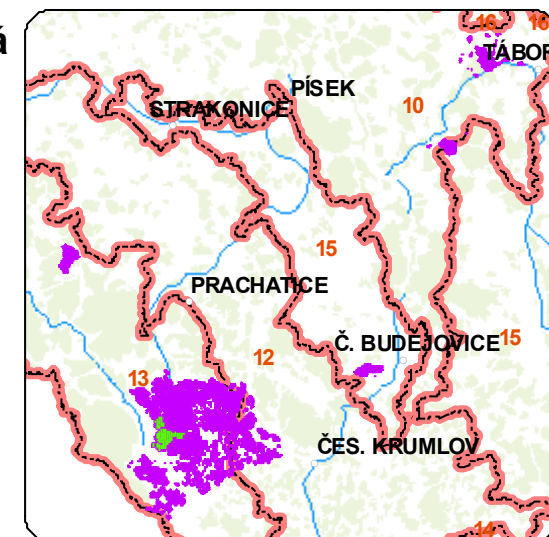 á
16
16
TÁBOR
PÍSEK
STRAKONICE
10
15
PRACHATICE
Č. BUDEJOVICE
15
12
13
ČES. KRUMLOV
14